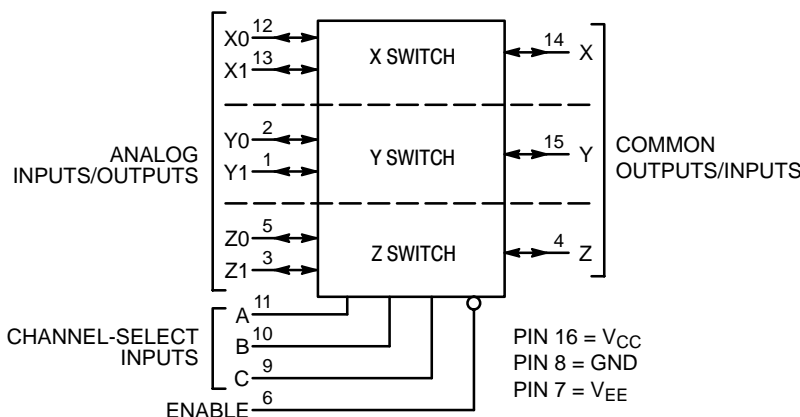 X0 12
X1 13
X SWITCH
14 X
Y0 2
Y1 1
Y SWITCH
15 Y
Z0 5
Z1 3
Z SWITCH
4 Z
ANALOG
INPUTS/OUTPUTS
COMMON
OUTPUTS/INPUTS
CHANNEL-SELECT
INPUTS
A 11
B 10
C 9
ENABLE 6
PIN 16 = VCC
PIN 8 = GND
PIN 7 = VEE